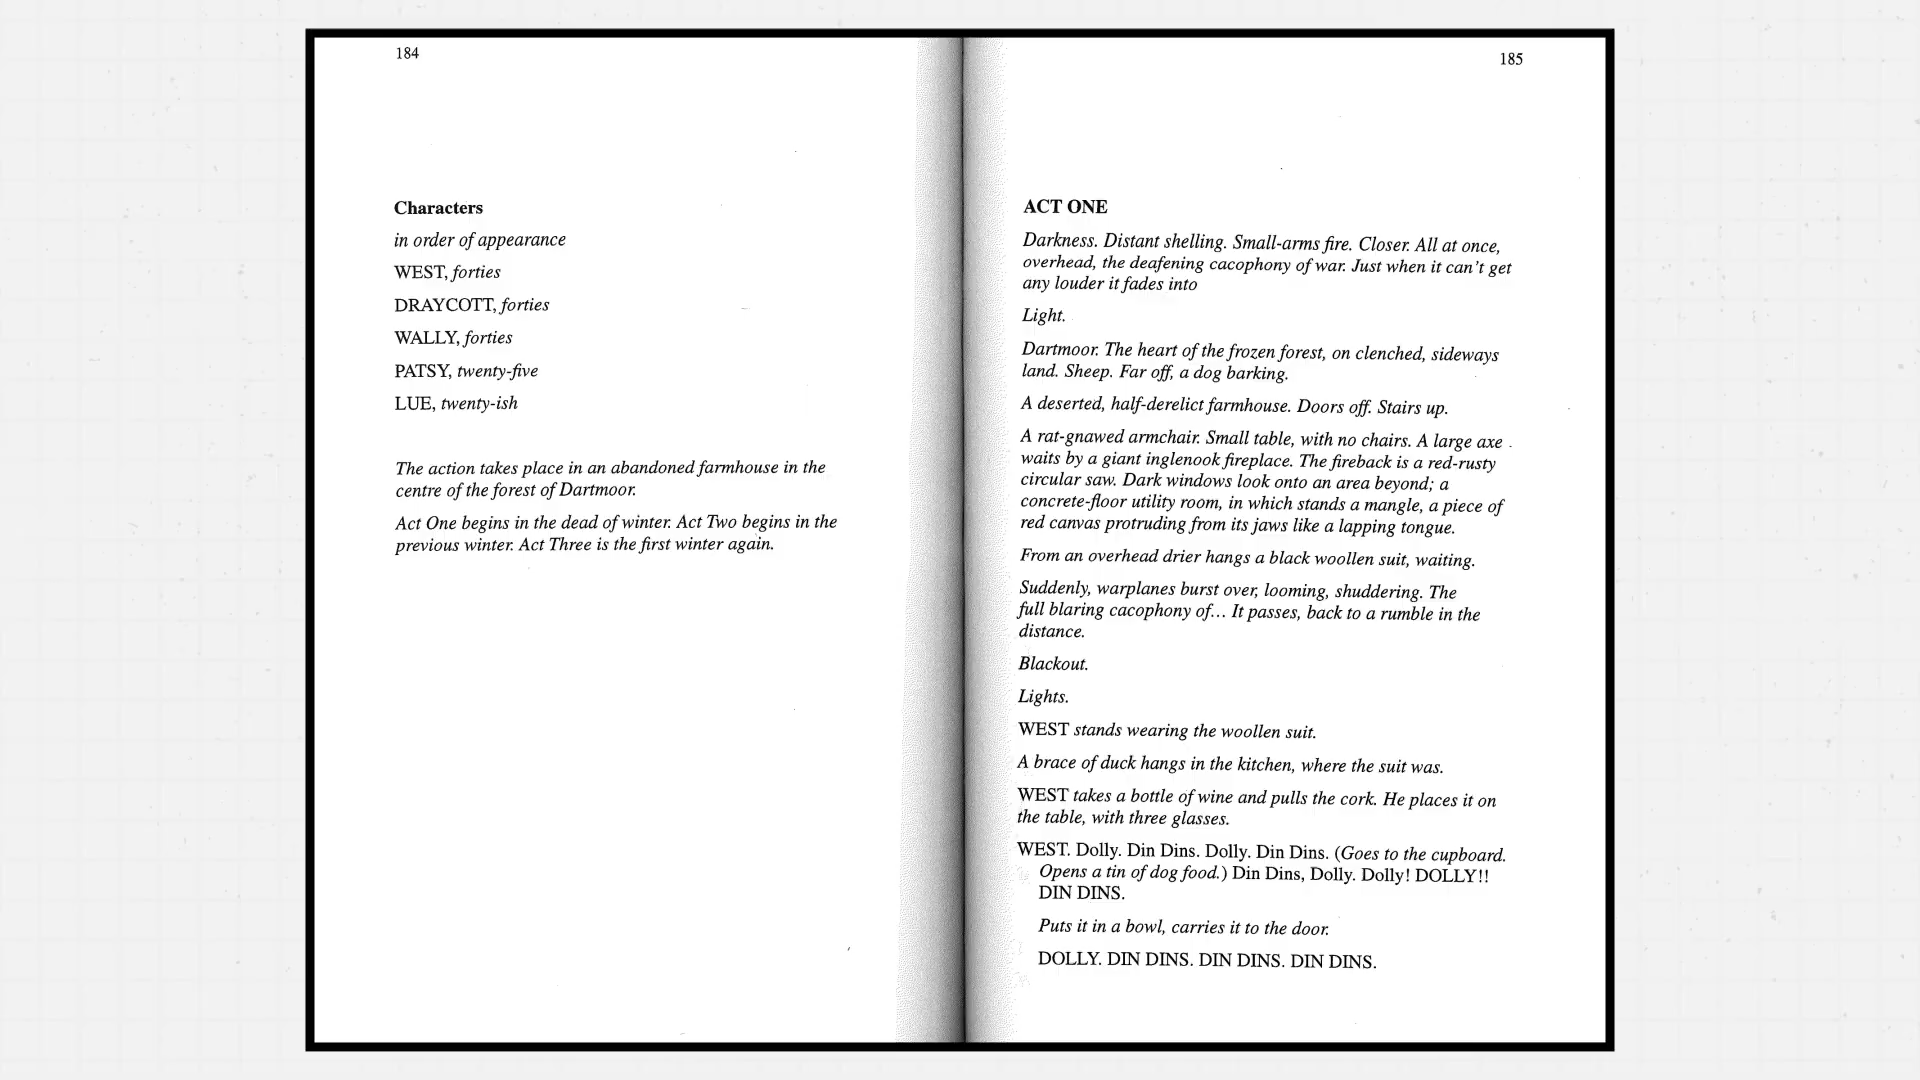 184
Characters
in order of appearance
WEST, forties
DRAYCOTT, forties
WALLY, forties
PATSY, twenty-five
LUE, twenty-ish
The action takes place in an abandoned farmhouse in the
centre of the forest of Dartmoor.
Act One begins in the dead of winter. Act Two begins in the
previous winter. Act Three is the first winter again.
185
ACT ONE
Darkness. Distant shelling. Small-arms fire. Closer. All at once,
overhead, the deafening cacophony of war. Just when it can't get
any louder it fades into
Light.
Dartmoor. The heart of the frozen forest, on clenched, sideways
land. Sheep. Far off, a dog barking.
A deserted, half-derelict farmhouse. Doors off. Stairs up.
A rat-gnawed armchair. Small table, with no chairs. A large axe
waits by a giant inglenook fireplace. The fireback is a red-rusty
circular saw. Dark windows look onto an area beyond; a
concrete-floor utility room, in which stands a mangle, a piece of
red canvas protruding from its jaws like a lapping tongue.
From an overhead drier hangs a black woollen suit, waiting.
Suddenly, warplanes burst over, looming, shuddering. The
full blaring cacophony of… It passes, back to a rumble in the
distance.
Blackout.
Lights.
WEST stands wearing the woollen suit.
A brace of duck hangs in the kitchen, where the suit was.
WEST takes a bottle of wine and pulls the cork. He places it on
the table, with three glasses.
WEST. Dolly. Din Dins. Dolly. Din Dins. (Goes to the cupboard.
Opens a tin of dog food.) Din Dins, Dolly. Dolly! DOLLY!!
DIN DINS.
Puts it in a bowl, carries it to the door.
DOLLY. DIN DINS. DIN DINS. DIN DINS.